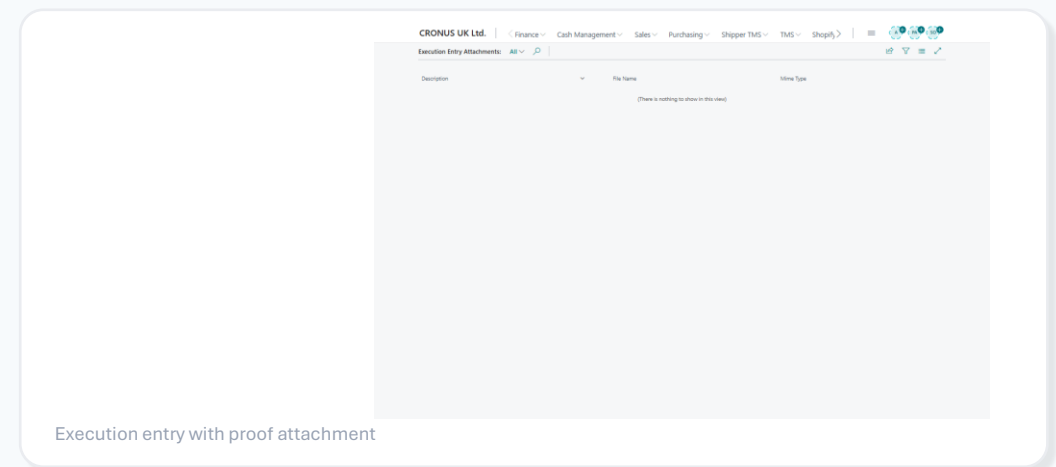 CRONUS UK Ltd. Finance Cash Management Sales Purchasing Shipper TMS TMS Shopify
Execution Entry Attachments: All
Description File Name Mime Type
(There is nothing to show in this view)
Execution entry with proof attachment